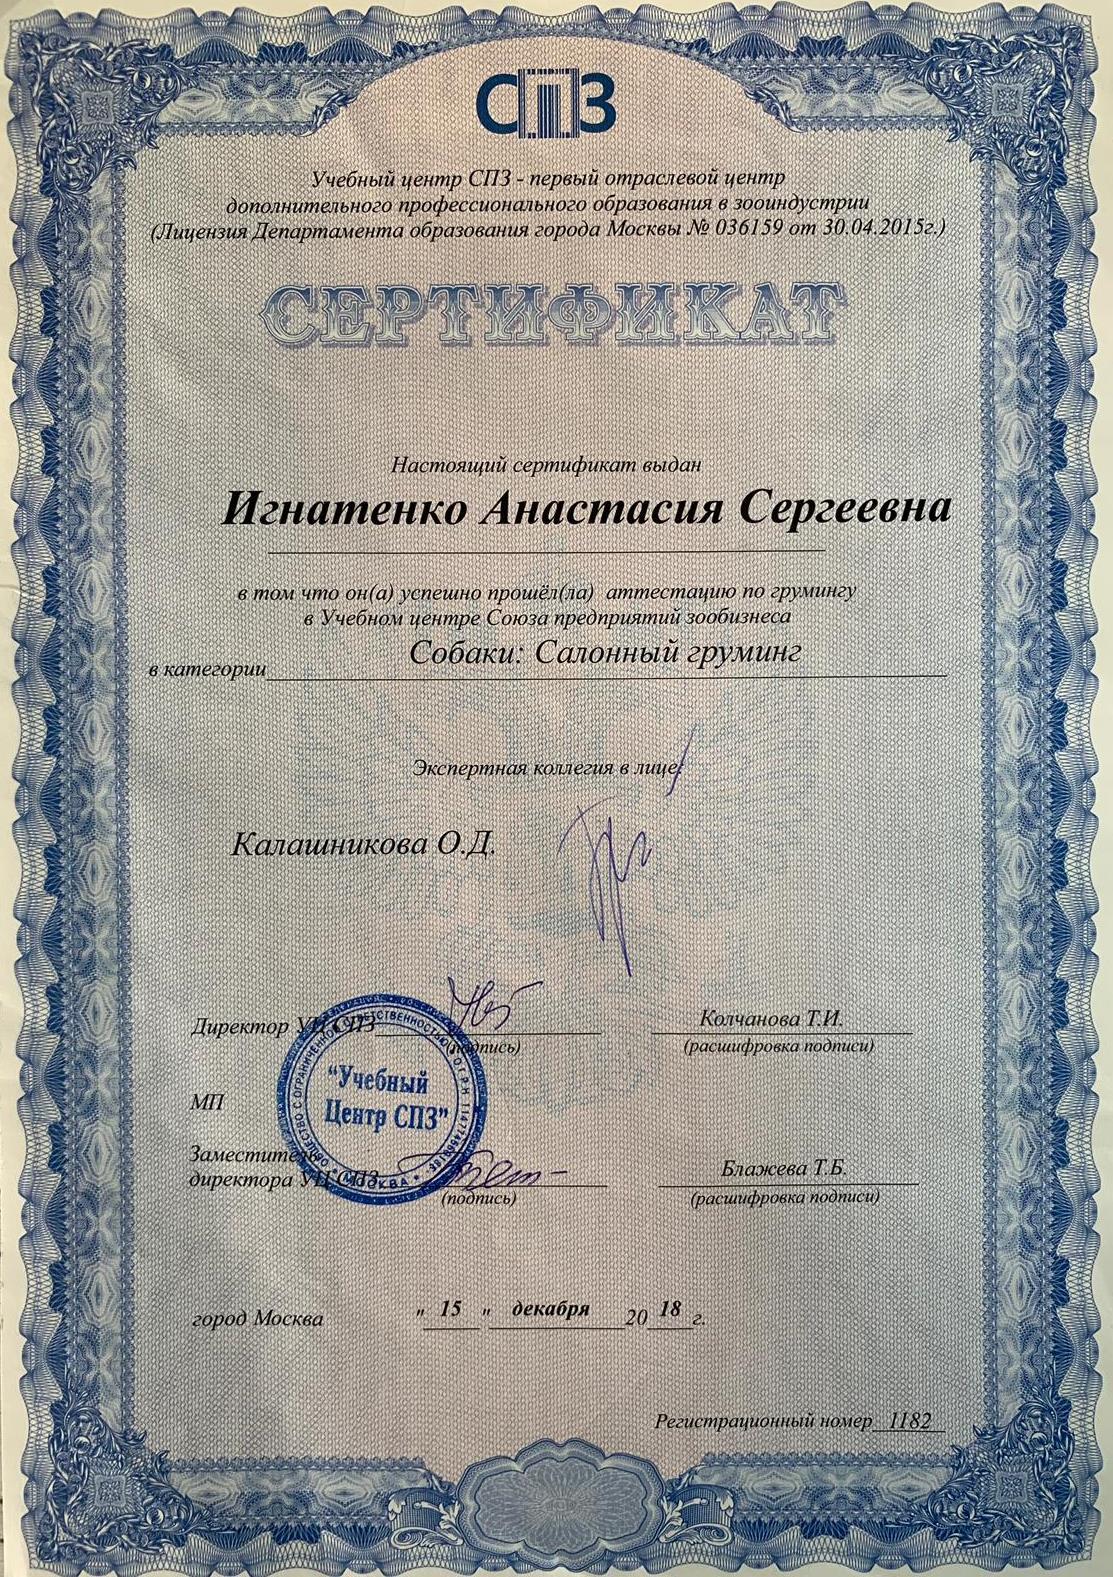 СПЗ
Учебный центр СПЗ - первый отраслевой центр
дополнительного профессионального образования в зооиндустрии
(Лицензия Департамента образования города Москвы № 036159 от 30.04.2015г.)
СЕРТИФИКАТ
Настоящий сертификат выдан
Игнатенко Анастасия Сергеевна
в том что он(а) успешно прошёл(ла) аттестацию по грумингу
в Учебном центре Союза предприятий зообизнеса
в категории Собаки: Салонный груминг
Экспертная коллегия в лице:
Калашникова О.Д.
Директор УЦ СПЗ Колчанова Т.И.
(подпись) (расшифровка подписи)
ОБЩЕСТВО С ОГРАНИЧЕННОЙ ОТВЕТСТВЕННОСТЬЮ
"Учебный
Центр СПЗ"
МОСКВА
МП
Заместитель
директора УЦ СПЗ Блажева Т.Б.
(подпись) (расшифровка подписи)
город Москва " 15 " декабря 20 18 г.
Регистрационный номер 1182